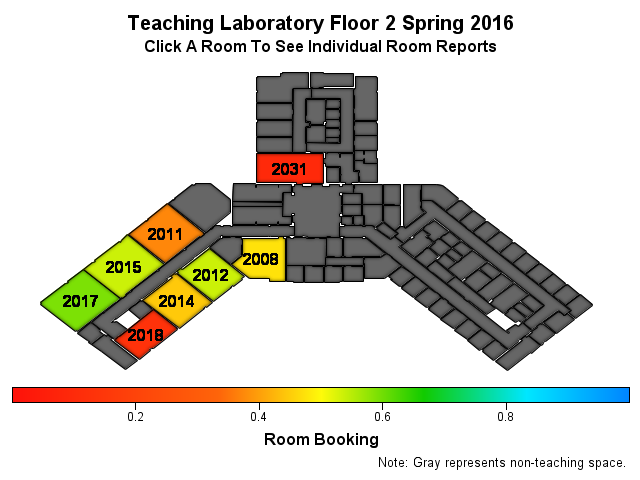 Teaching Laboratory Floor 2 Spring 2016
Click A Room To See Individual Room Reports
2031
2011
2015
2008
2012
2017
2014
2018
0.2 0.4 0.6 0.8
Room Booking
Note: Gray represents non-teaching space.